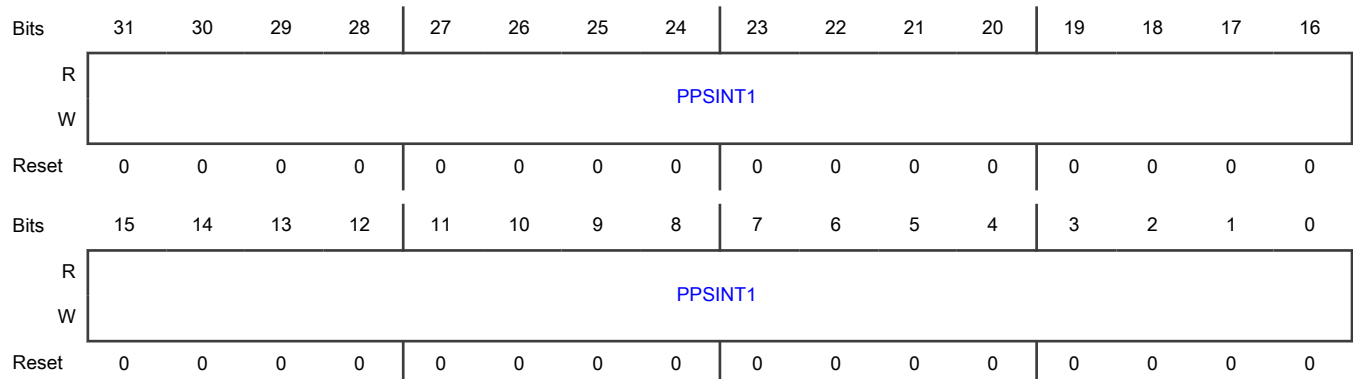 Bits 31 30 29 28 27 26 25 24 23 22 21 20 19 18 17 16
R
PPSINT1
W
Reset 0 0 0 0 0 0 0 0 0 0 0 0 0 0 0 0
Bits 15 14 13 12 11 10 9 8 7 6 5 4 3 2 1 0
R
PPSINT1
W
Reset 0 0 0 0 0 0 0 0 0 0 0 0 0 0 0 0